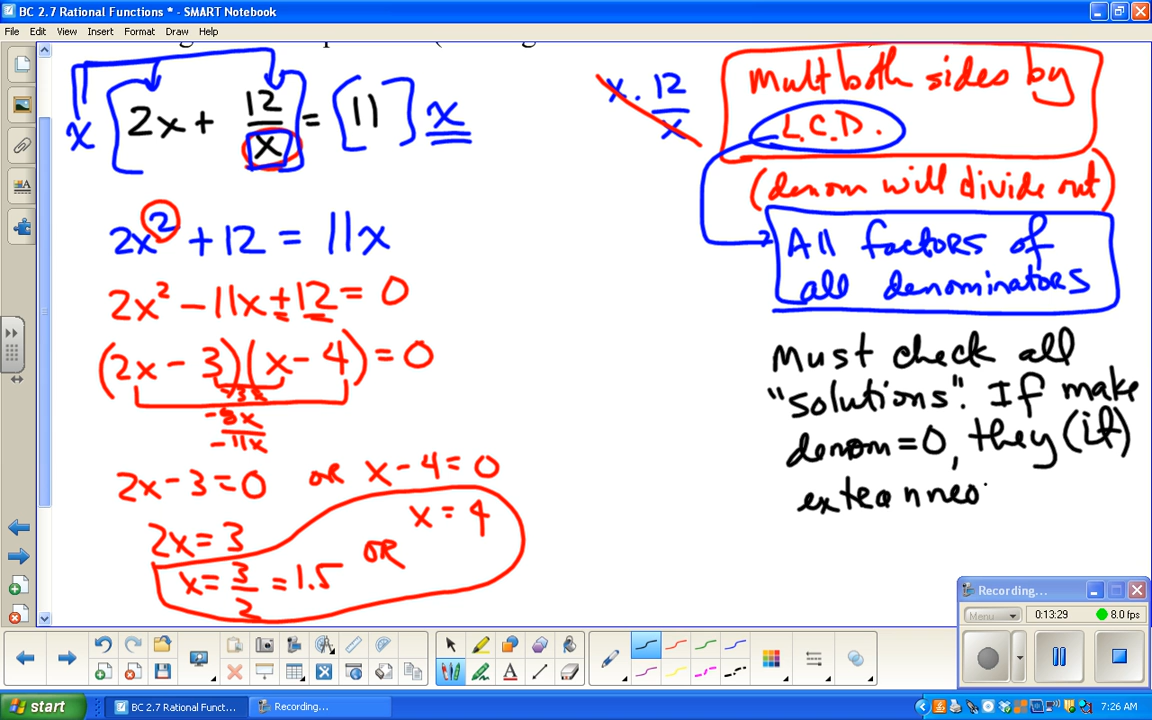 BC 2.7 Rational Functions * - SMART Notebook
File Edit View Insert Format Draw Help
x [2x + 12/x] = [11] x
x · 12/x
Mult both sides by
L.C.D.
(denom will divide out)
All factors of
all denominators
2x² + 12 = 11x
2x² - 11x + 12 = 0
(2x - 3)(x - 4) = 0
-3x
-8x
-11x
2x - 3 = 0 OR x - 4 = 0
2x = 3
x = 4
OR
x = 3/2 = 1.5
Must check all
"solutions". If make
denom = 0, they (it)
exteanneo
Recording...
Menu
0:13:29
8.0 fps
start
BC 2.7 Rational Funct...
Recording...
7:26 AM